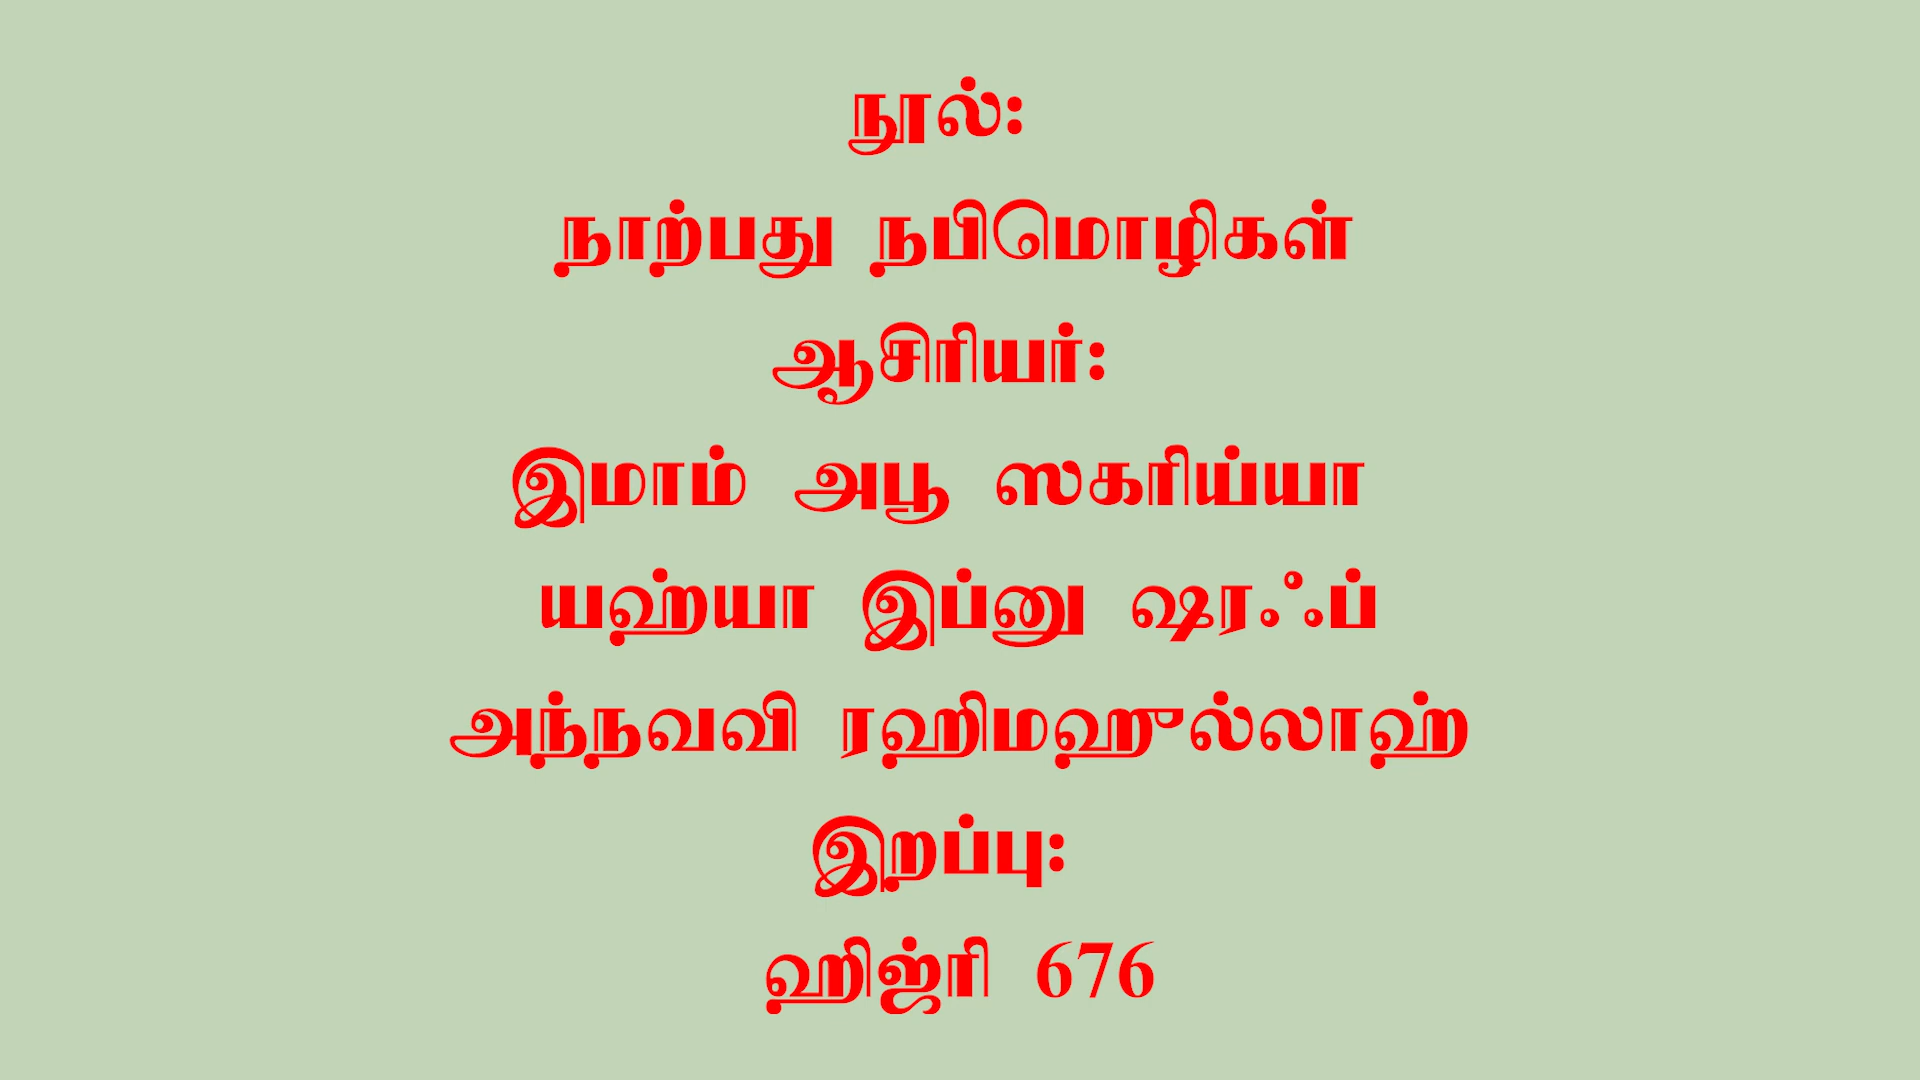 நூல்:
நாற்பது நபிமொழிகள்
ஆசிரியர்:
இமாம் அபூ ஸகரிய்யா
யஹ்யா இப்னு ஷரஃப்
அந்நவவி ரஹிமஹுல்லாஹ்
இறப்பு:
ஹிஜ்ரி 676